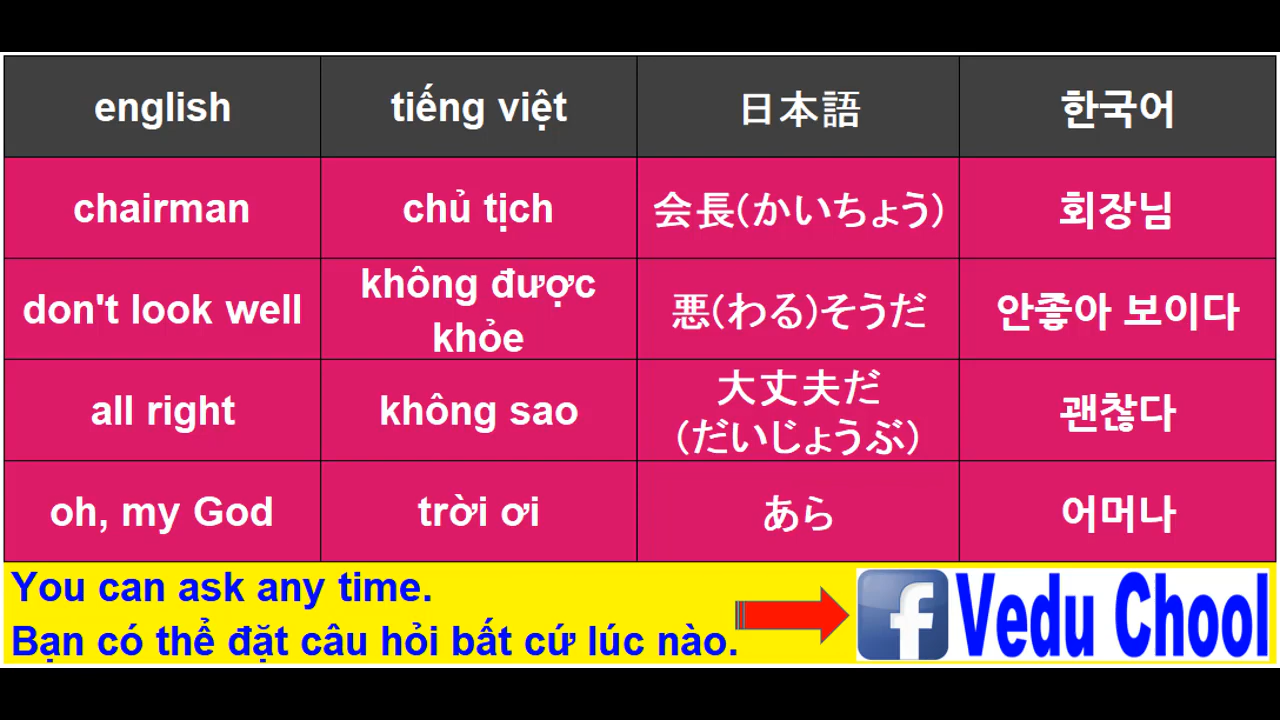 english tiếng việt 日本語 한국어
chairman chủ tịch 会長(かいちょう) 회장님
don't look well không được khỏe 悪(わる)そうだ 안좋아 보이다
all right không sao 大丈夫だ(だいじょうぶ) 괜찮다
oh, my God trời ơi あら 어머나
You can ask any time.
Bạn có thể đặt câu hỏi bất cứ lúc nào.
f Vedu Chool